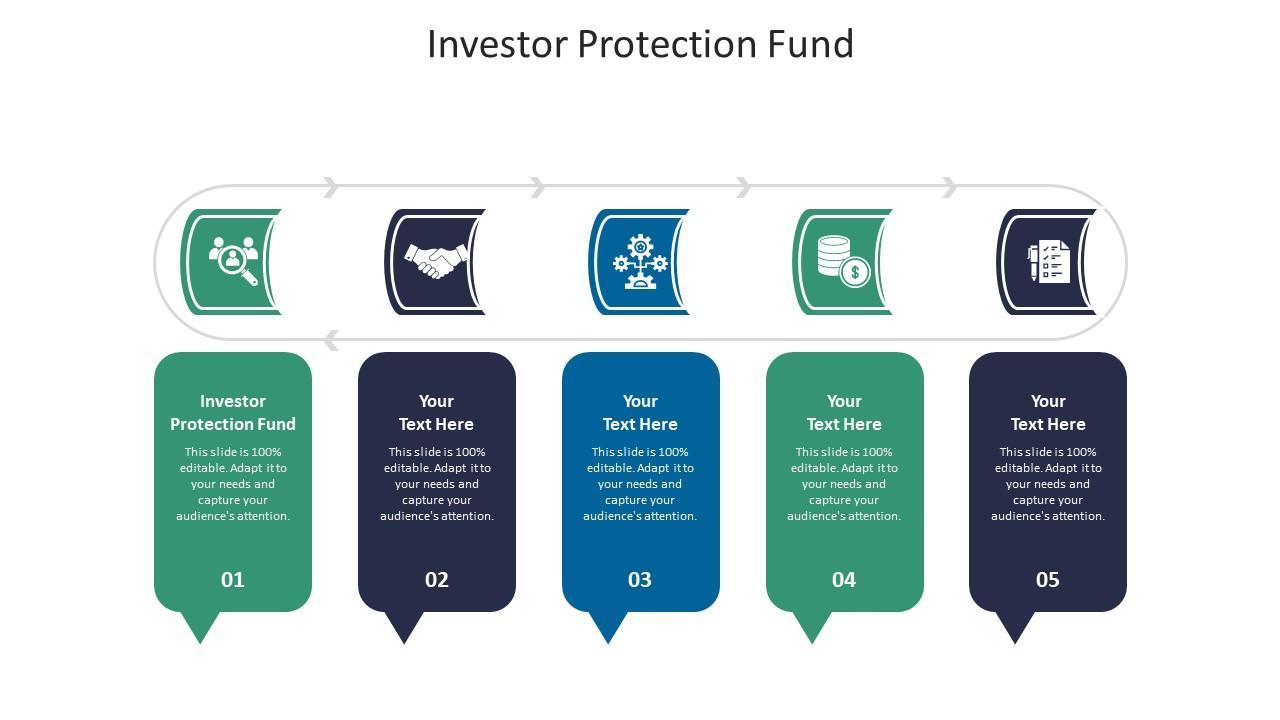 Investor Protection Fund
Investor
Protection Fund
This slide is 100%
editable. Adapt it to
your needs and
capture your
audience's attention.
01
Your
Text Here
This slide is 100%
editable. Adapt it to
your needs and
capture your
audience's attention.
02
Your
Text Here
This slide is 100%
editable. Adapt it to
your needs and
capture your
audience's attention.
03
$
Your
Text Here
This slide is 100%
editable. Adapt it to
your needs and
capture your
audience's attention.
04
Your
Text Here
This slide is 100%
editable. Adapt it to
your needs and
capture your
audience's attention.
05